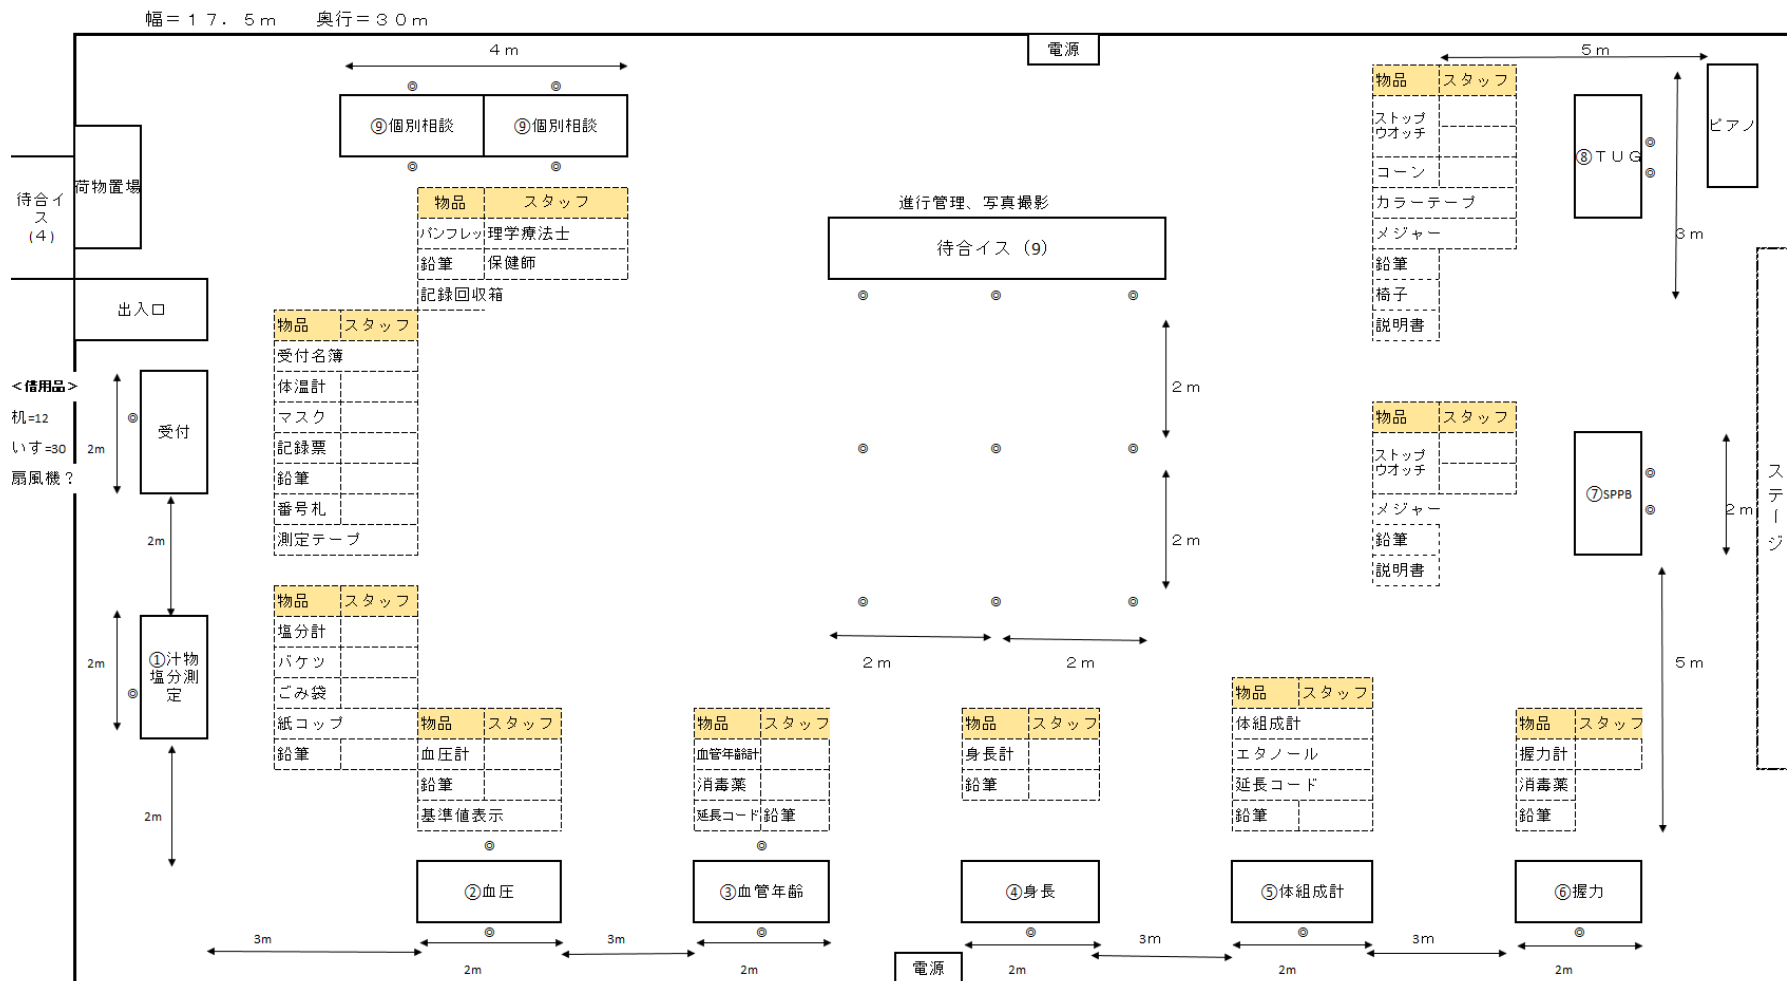 幅＝１７．５ｍ　奥行＝３０ｍ
４ｍ
電源
５ｍ
⑨個別相談
⑨個別相談
物品 スタッフ
ストップウオッチ
コーン
カラーテープ
メジャー
鉛筆
椅子
説明書
⑧ＴＵＧ
ピアノ
３ｍ
荷物置場
待合イス
（４）
出入口
物品 スタッフ
パンフレッ 理学療法士
鉛筆 保健師
記録回収箱
進行管理、写真撮影
待合イス（９）
２ｍ
２ｍ
２ｍ
２ｍ
＜借用品＞
机=12
いす=30
扇風機？
2m
受付
物品 スタッフ
受付名簿
体温計
マスク
記録票
鉛筆
番号札
測定テープ
2m
物品 スタッフ
ストップウオッチ
メジャー
鉛筆
説明書
⑦SPPB
２ｍ
ステージ
５ｍ
2m
①汁物塩分測定
物品 スタッフ
塩分計
バケツ
ごみ袋
紙コップ
鉛筆
2m
物品 スタッフ
血圧計
鉛筆
基準値表示
物品 スタッフ
血管年齢計
消毒薬
延長コード 鉛筆
物品 スタッフ
身長計
鉛筆
物品 スタッフ
体組成計
エタノール
延長コード
鉛筆
物品 スタッフ
握力計
消毒薬
鉛筆
②血圧
③血管年齢
④身長
⑤体組成計
⑥握力
3m
3m
3m
3m
2m
2m
電源
2m
2m
2m